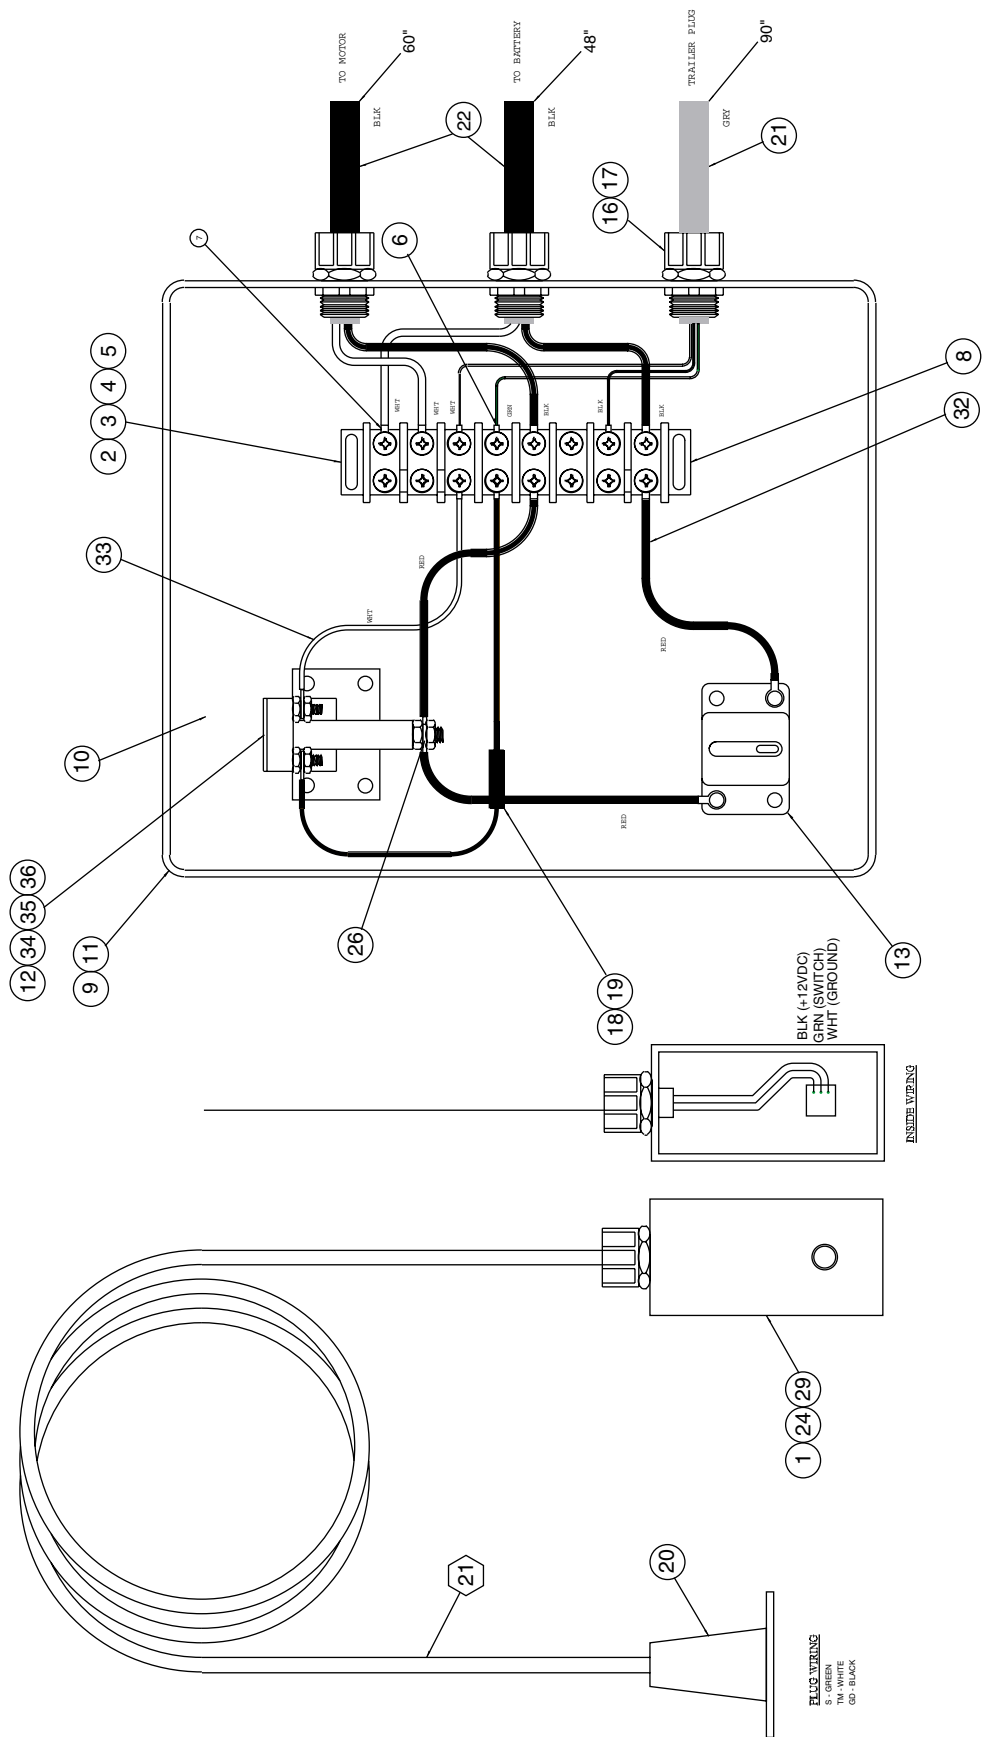 TO MOTOR
60"
BLK
22
TO BATTERY
48"
BLK
TRAILER PLUG
90"
GRY
21
16 17
7
6
2 3 4 5
8
32
WHT
WHT
WHT
GRN
BLK
BLK
BLK
33
RED
WHT
RED
RED
10
12 34 35 36
9 11
26
18 19
13
BLK (+12VDC)
GRN (SWITCH)
WHT (GROUND)
INSIDE WIRING
1 24 29
21
20
PLUG WIRING
S - GREEN
TM - WHITE
GD - BLACK